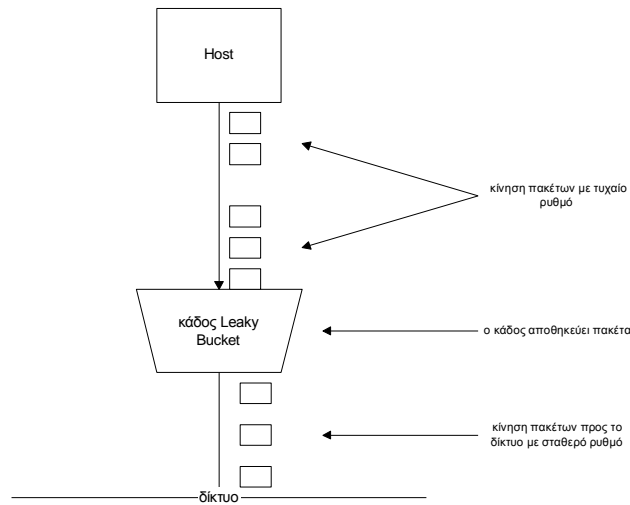 Host
κίνηση πακέτων με τυχαίο
ρυθμό
κάδος Leaky
Bucket
ο κάδος αποθηκεύει πακέτα
κίνηση πακέτων προς το
δίκτυο με σταθερό ρυθμό
δίκτυο